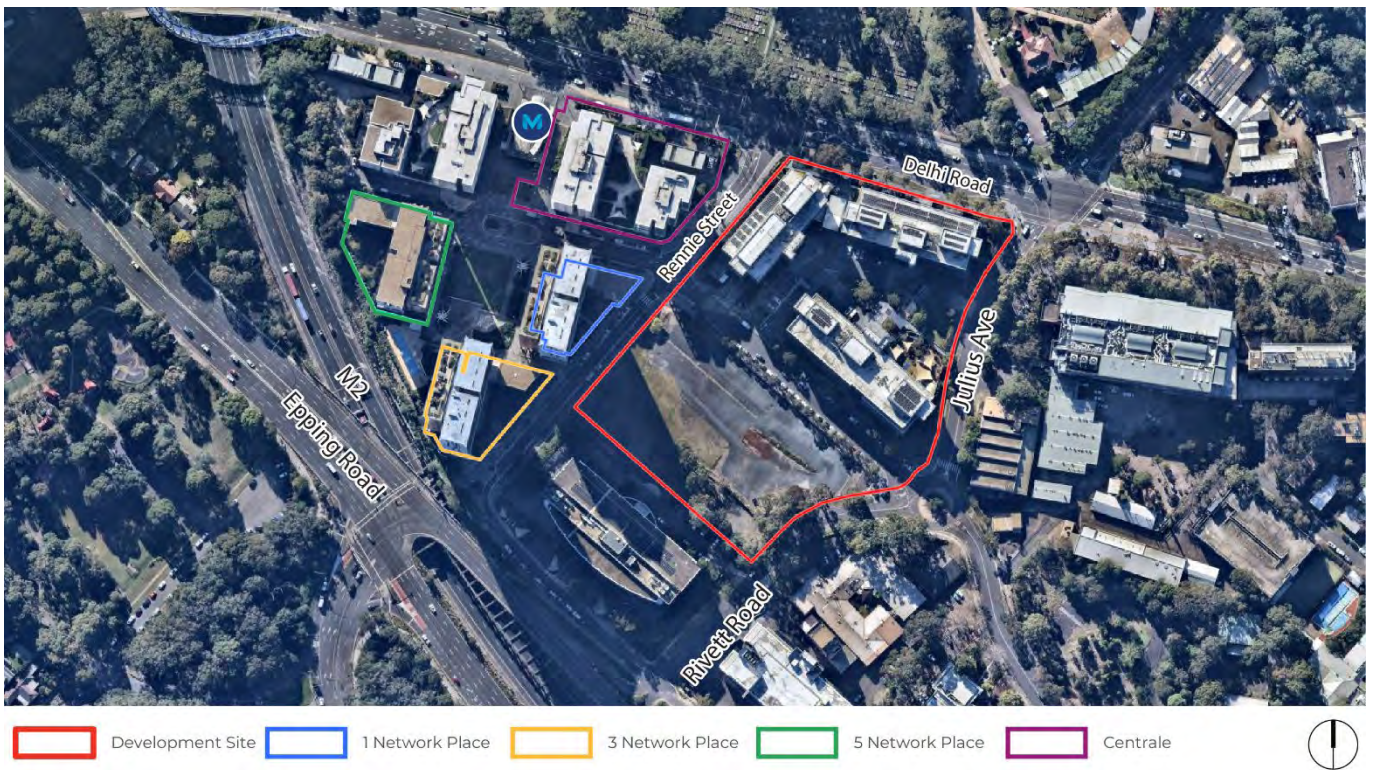 M
Delhi Road
Rennie Street
Julius Ave
M2
Epping Road
Rivett Road
Development Site
1 Network Place
3 Network Place
5 Network Place
Centrale